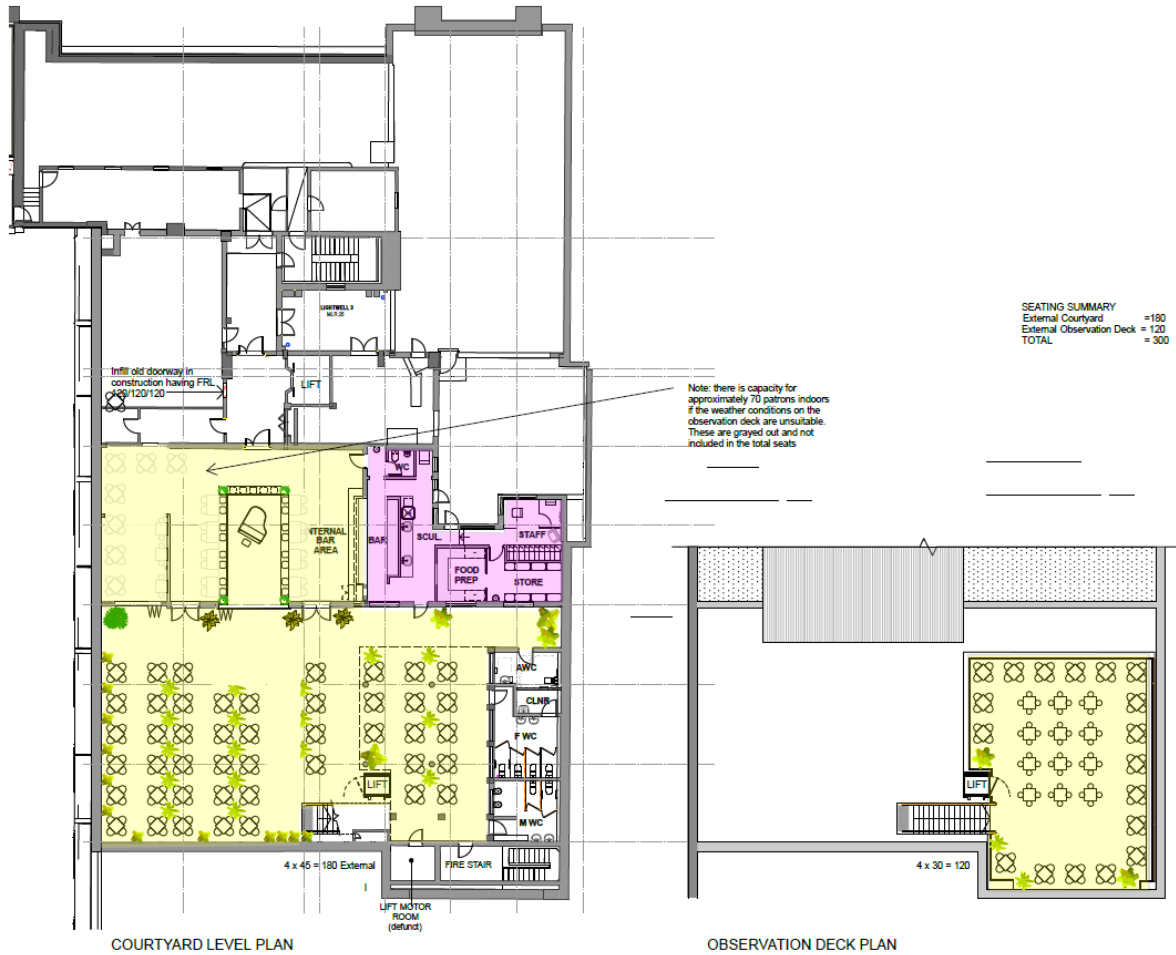 LIGHTWELL 3
MLR 25
Infill old doorway in
construction having FRL
120/120/120
LIFT
SEATING SUMMARY
External Courtyard =180
External Observation Deck = 120
TOTAL = 300
Note: there is capacity for
approximately 70 patrons indoors
if the weather conditions on the
observation deck are unsuitable.
These are grayed out and not
included in the total seats
WC
INTERNAL
BAR
AREA
BAR
SCUL.
STAFF
FOOD
PREP
STORE
AWC
CLNR
F WC
LIFT
M WC
4 x 45 = 180 External
FIRE STAIR
LIFT MOTOR
ROOM
(defunct)
COURTYARD LEVEL PLAN
LIFT
4 x 30 = 120
OBSERVATION DECK PLAN